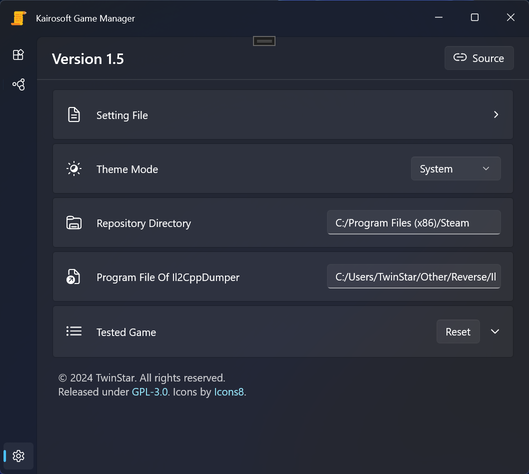 Kairosoft Game Manager
Version 1.5
Source
Setting File
Theme Mode
System
Repository Directory
C:/Program Files (x86)/Steam
Program File Of Il2CppDumper
C:/Users/TwinStar/Other/Reverse/Il
Tested Game
Reset
© 2024 TwinStar. All rights reserved.
Released under GPL-3.0. Icons by Icons8.